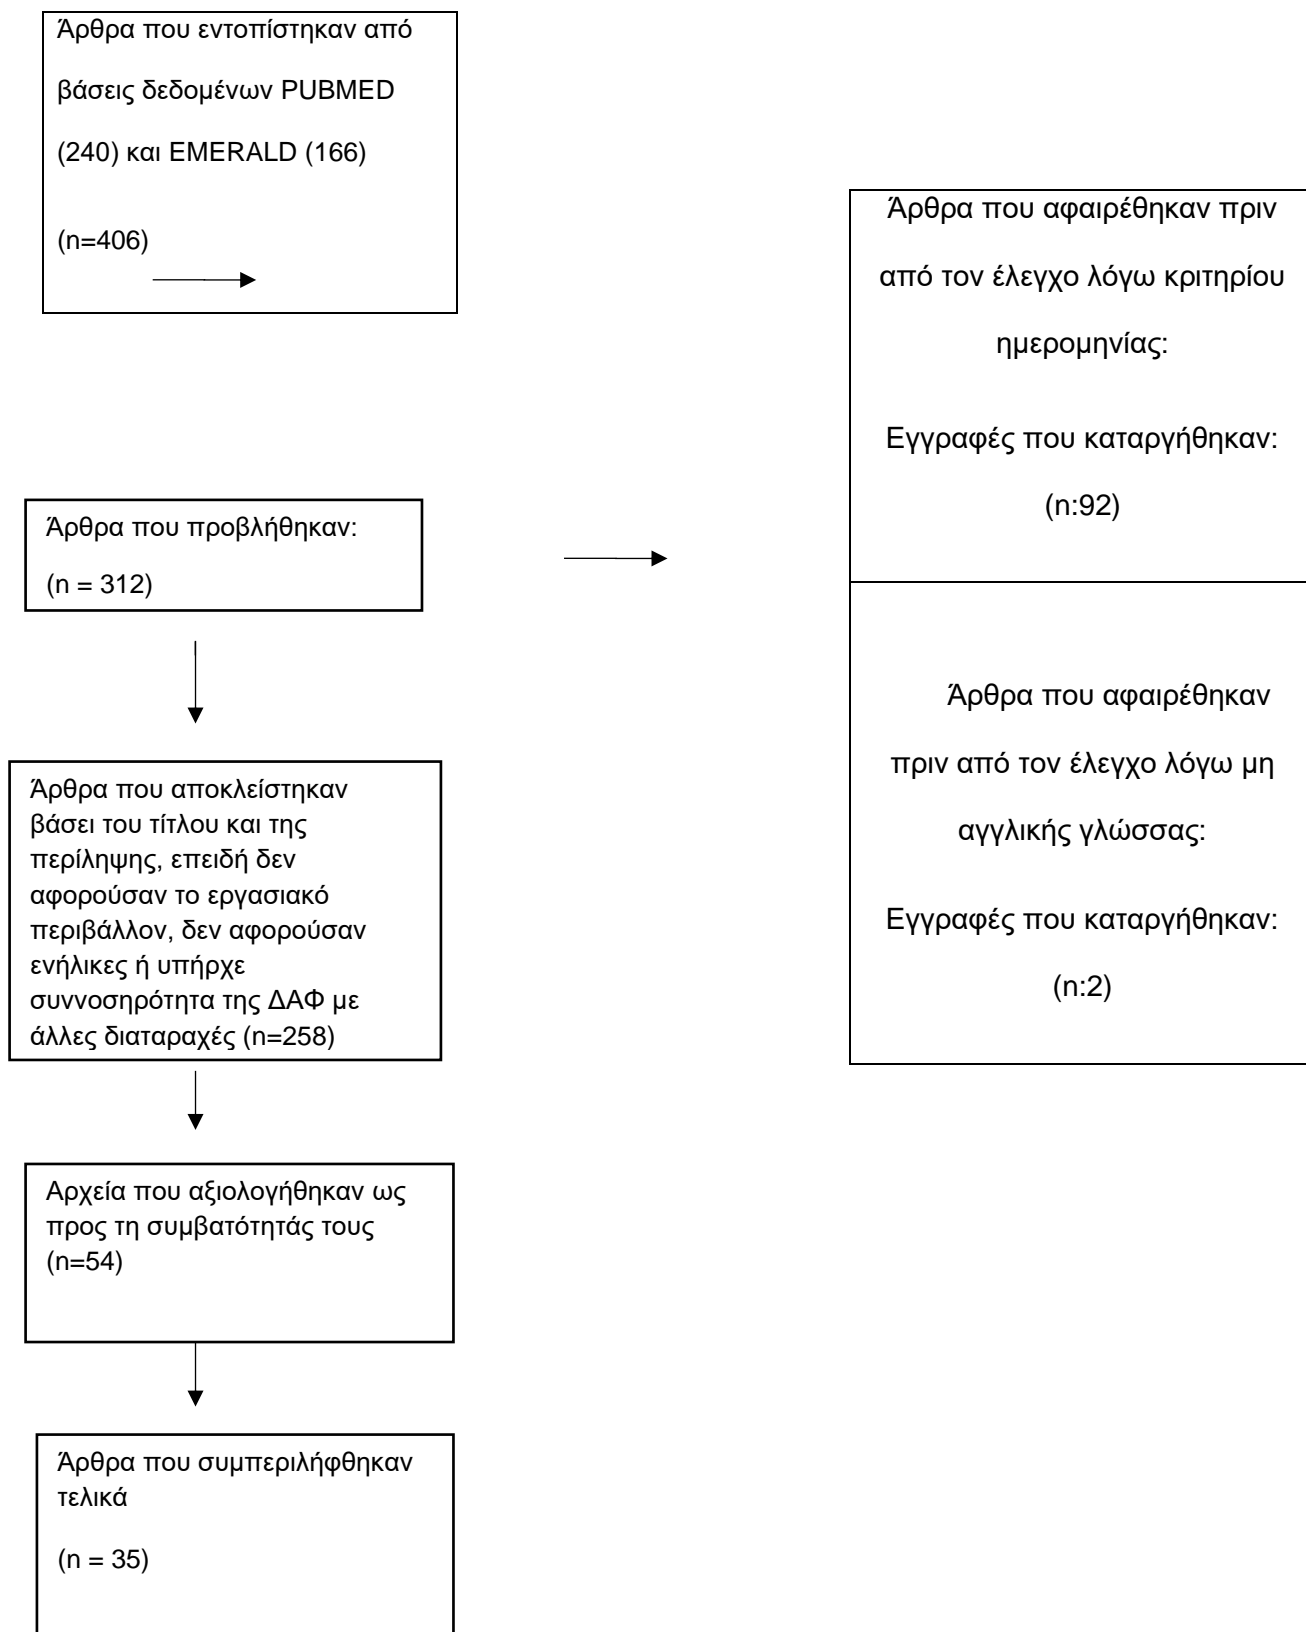 Άρθρα που εντοπίστηκαν από
βάσεις δεδομένων PUBMED
(240) και EMERALD (166)
(n=406)
Άρθρα που αφαιρέθηκαν πριν
από τον έλεγχο λόγω κριτηρίου
ημερομηνίας:
Εγγραφές που καταργήθηκαν:
(n:92)
Άρθρα που προβλήθηκαν:
(n = 312)
Άρθρα που αφαιρέθηκαν
πριν από τον έλεγχο λόγω μη
αγγλικής γλώσσας:
Εγγραφές που καταργήθηκαν:
(n:2)
Άρθρα που αποκλείστηκαν
βάσει του τίτλου και της
περίληψης, επειδή δεν
αφορούσαν το εργασιακό
περιβάλλον, δεν αφορούσαν
ενήλικες ή υπήρχε
συννοσηρότητα της ΔΑΦ με
άλλες διαταραχές (n=258)
Αρχεία που αξιολογήθηκαν ως
προς τη συμβατότητάς τους
(n=54)
Άρθρα που συμπεριλήφθηκαν
τελικά
(n = 35)